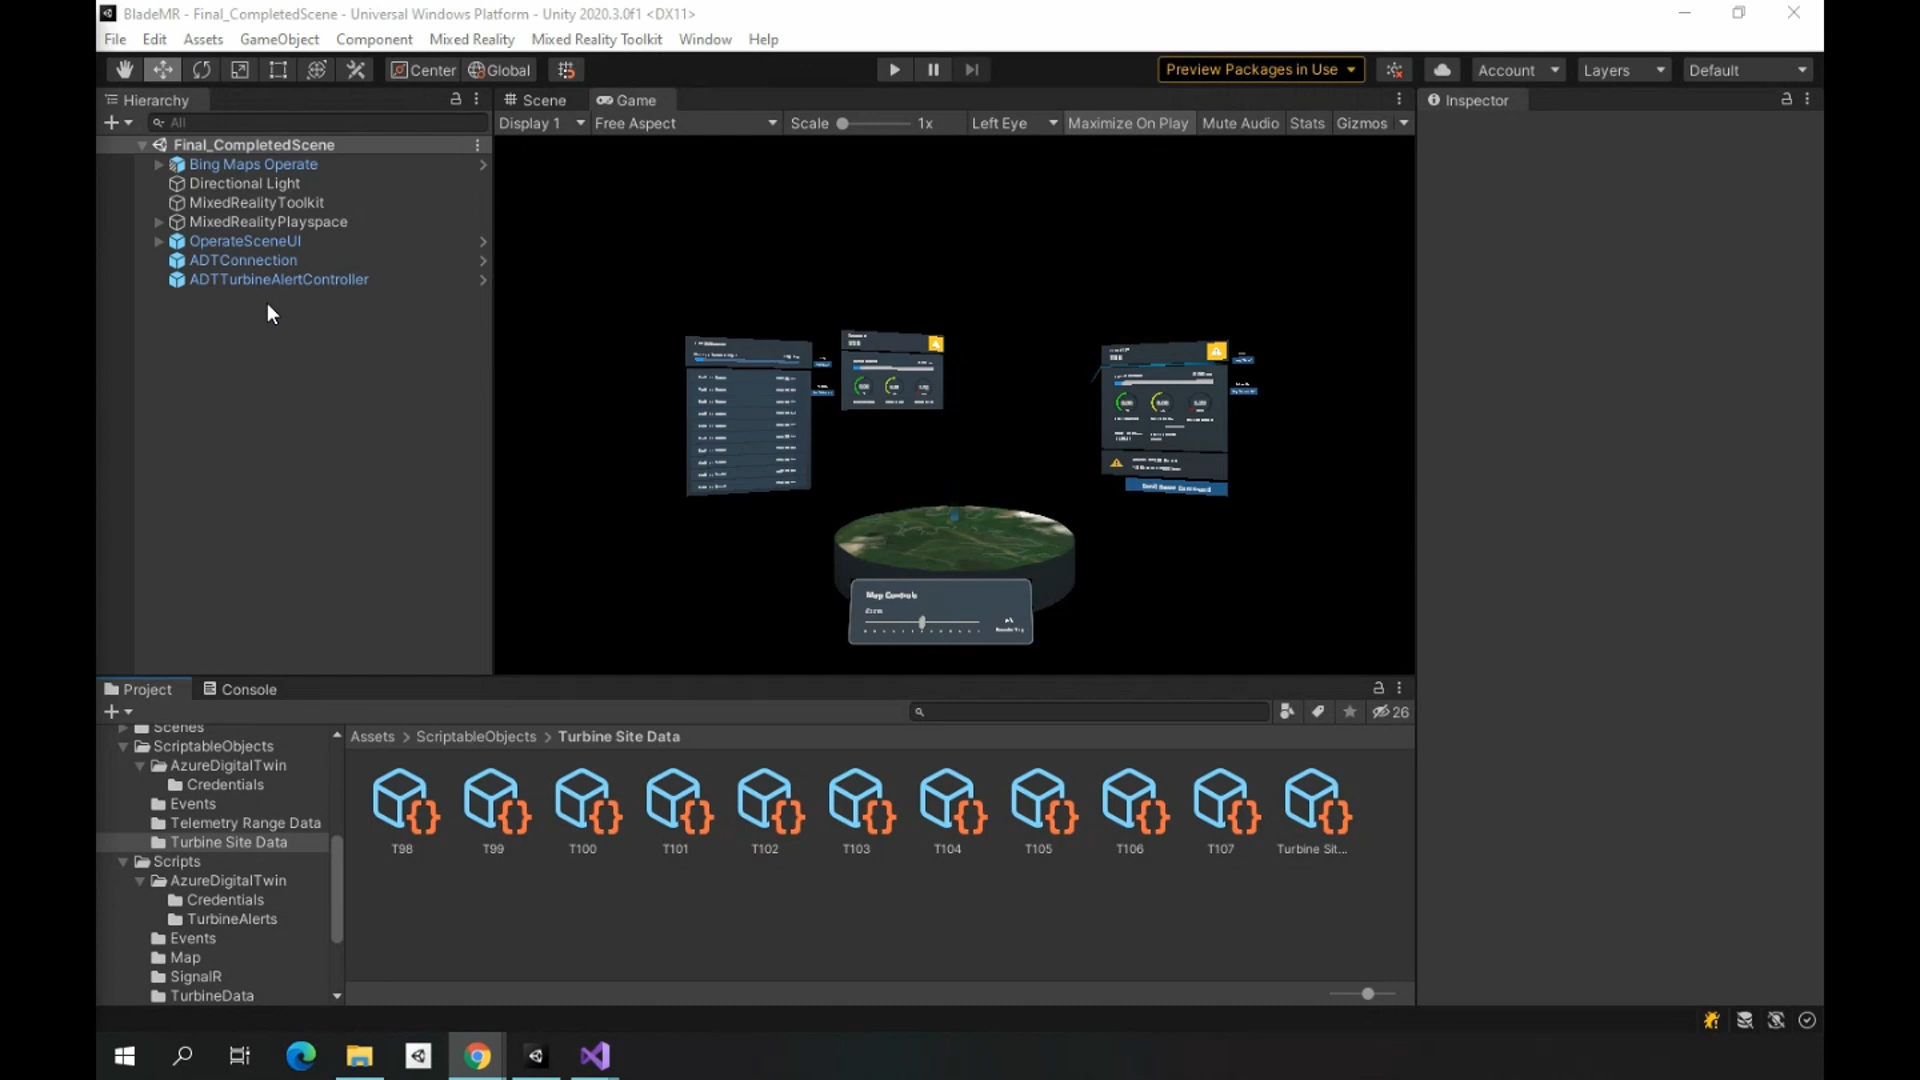 BladeMR - Final_CompletedScene - Universal Windows Platform - Unity 2020.3.0f1 <DX11>
File Edit Assets GameObject Component Mixed Reality Mixed Reality Toolkit Window Help
Center Global Preview Packages in Use Account Layers Default
Hierarchy Scene Game Inspector
All Display 1 Free Aspect Scale 1x Left Eye Maximize On Play Mute Audio Stats Gizmos
Final_CompletedScene
Bing Maps Operate
Directional Light
MixedRealityToolkit
MixedRealityPlayspace
OperateSceneUI
ADTConnection
ADTTurbineAlertController
Map Controls
Project Console
26
Scenes
ScriptableObjects
AzureDigitalTwin
Credentials
Events
Telemetry Range Data
Turbine Site Data
Scripts
AzureDigitalTwin
Credentials
TurbineAlerts
Events
Map
SignalR
TurbineData
Assets > ScriptableObjects > Turbine Site Data
T98 T99 T100 T101 T102 T103 T104 T105 T106 T107 Turbine Sit...